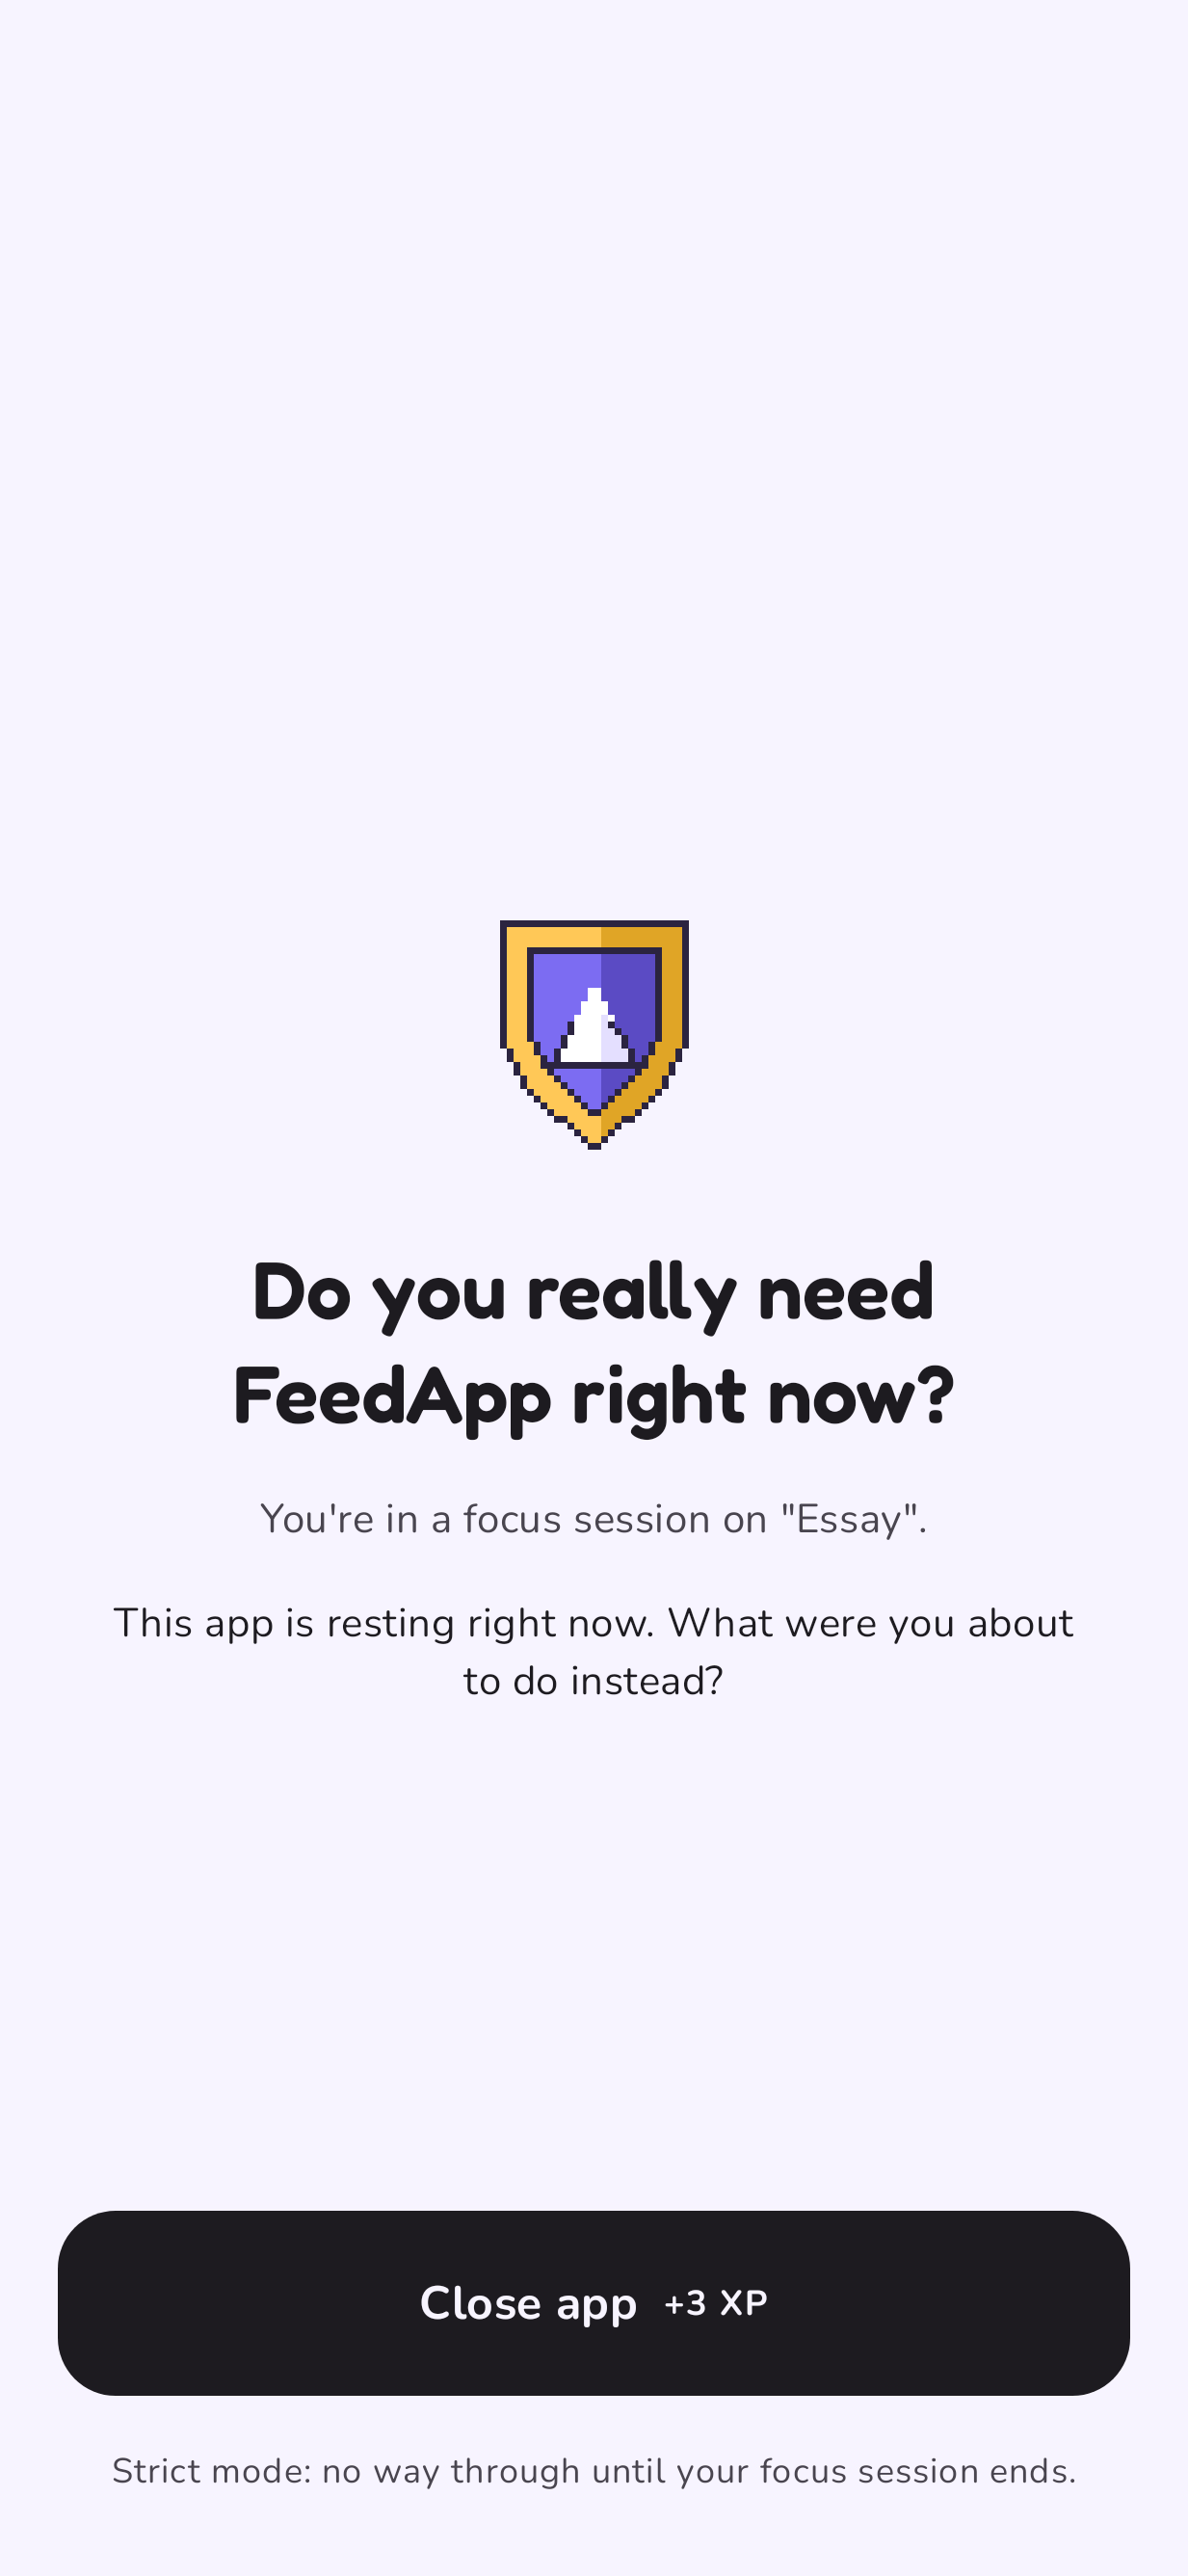 Do you really need
FeedApp right now?
You're in a focus session on "Essay".
This app is resting right now. What were you about
to do instead?
Close app +3 XP
Strict mode: no way through until your focus session ends.